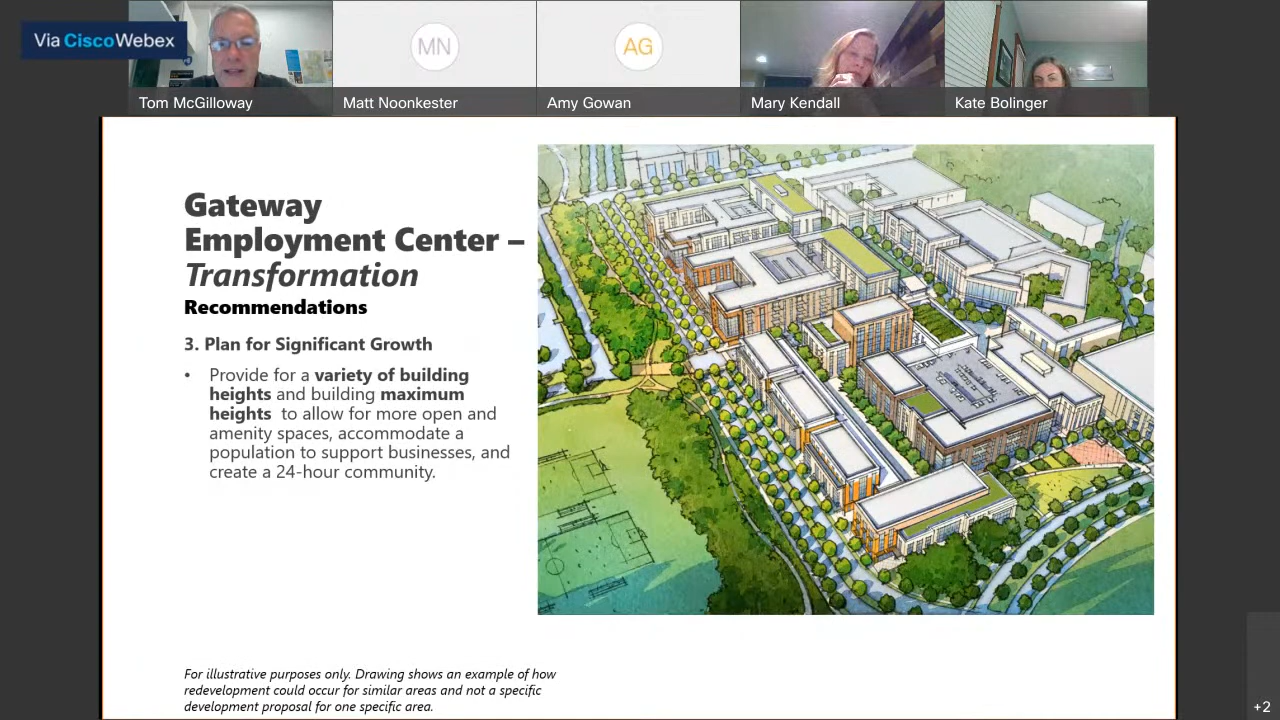 Via Cisco Webex
MN
AG
Tom McGilloway
Matt Noonkester
Amy Gowan
Mary Kendall
Kate Bolinger
Gateway
Employment Center –
Transformation
Recommendations
3. Plan for Significant Growth
• Provide for a variety of building
heights and building maximum
heights to allow for more open and
amenity spaces, accommodate a
population to support businesses, and
create a 24-hour community.
For illustrative purposes only. Drawing shows an example of how
redevelopment could occur for similar areas and not a specific
development proposal for one specific area.
+2